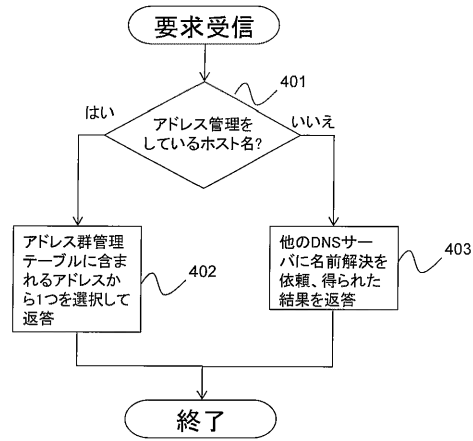 要求受信
401
はい
アドレス管理を
しているホスト名?
いいえ
アドレス群管理
テーブルに含ま
れるアドレスか
ら1つを選択して
返答
402
他のDNSサー
バに名前解決を
依頼、得られた
結果を返答
403
終了